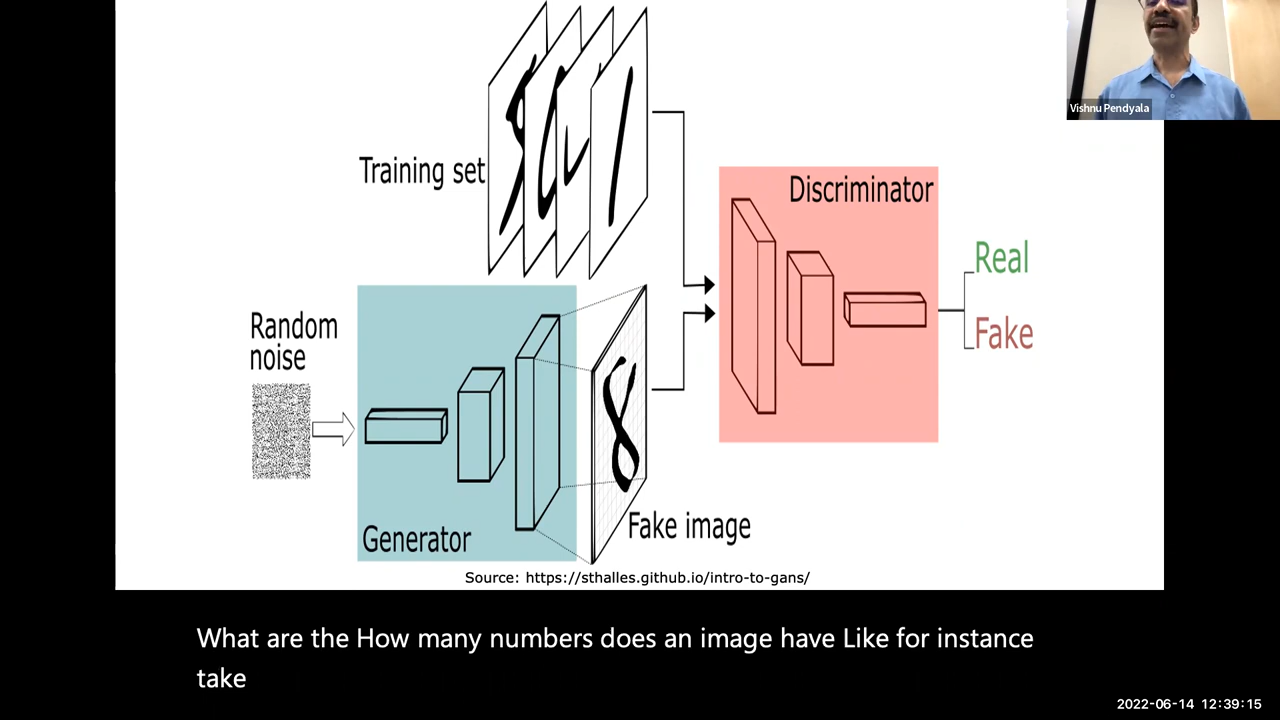 Vishnu Pendyala
Training set
Discriminator
Real
Fake
Random
noise
Generator
Fake image
Source: https://sthalles.github.io/intro-to-gans/
What are the How many numbers does an image have Like for instance
take
2022-06-14 12:39:15